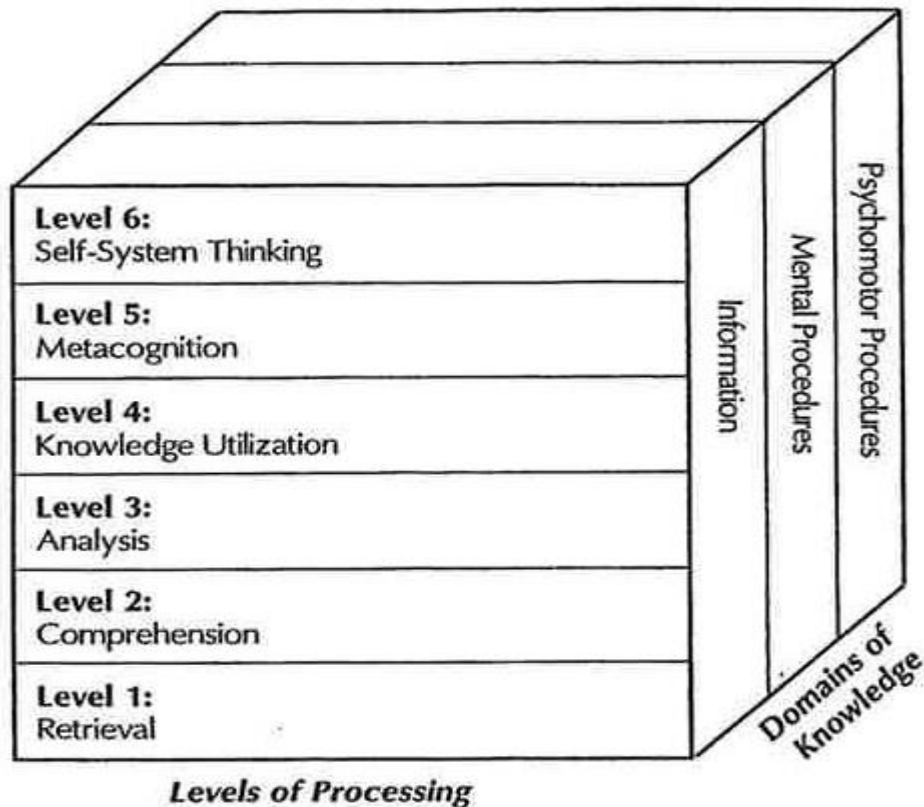 Level 6:
Self-System Thinking
Level 5:
Metacognition
Level 4:
Knowledge Utilization
Level 3:
Analysis
Level 2:
Comprehension
Level 1:
Retrieval
Levels of Processing
Information
Mental Procedures
Psychomotor Procedures
Domains of
Knowledge